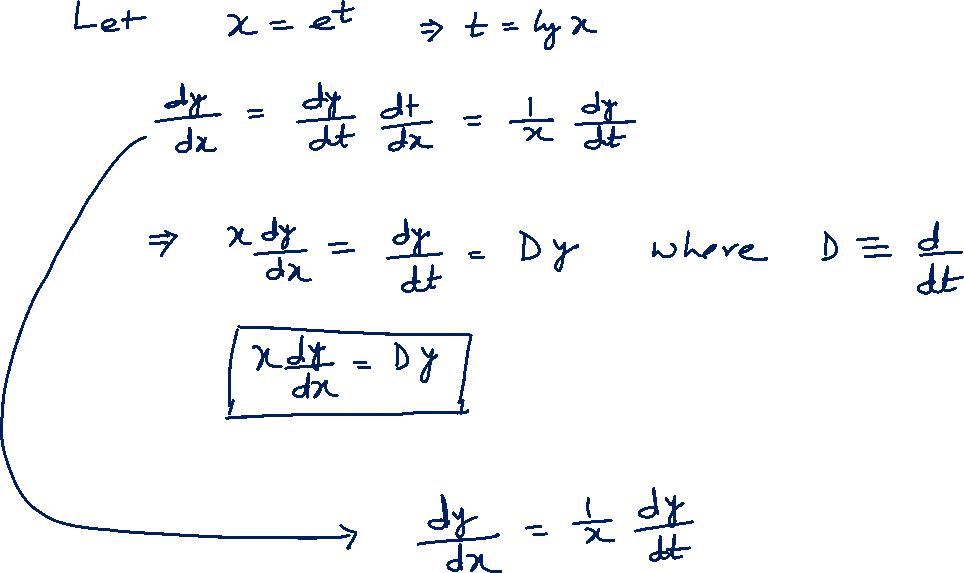 Let x = e^t ⇒ t = log x
dy/dx = dy/dt dt/dx = 1/x dy/dt
⇒ x dy/dx = dy/dt = Dy where D ≡ d/dt
x dy/dx = Dy
dy/dx = 1/x dy/dt